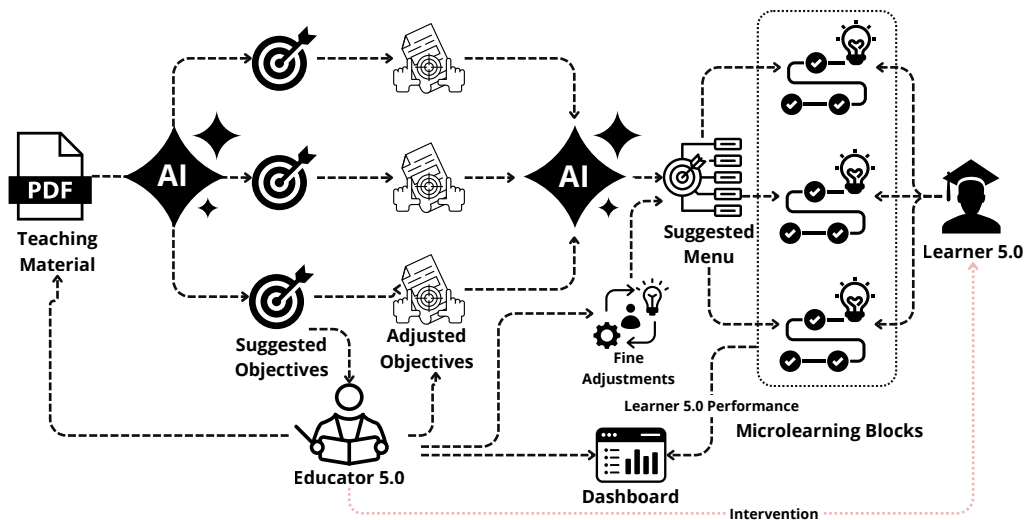 PDF
AI
AI
Teaching
Material
Suggested
Menu
Learner 5.0
Suggested
Objectives
Adjusted
Objectives
Fine
Adjustments
Learner 5.0 Performance
Microlearning Blocks
Educator 5.0
Dashboard
Intervention